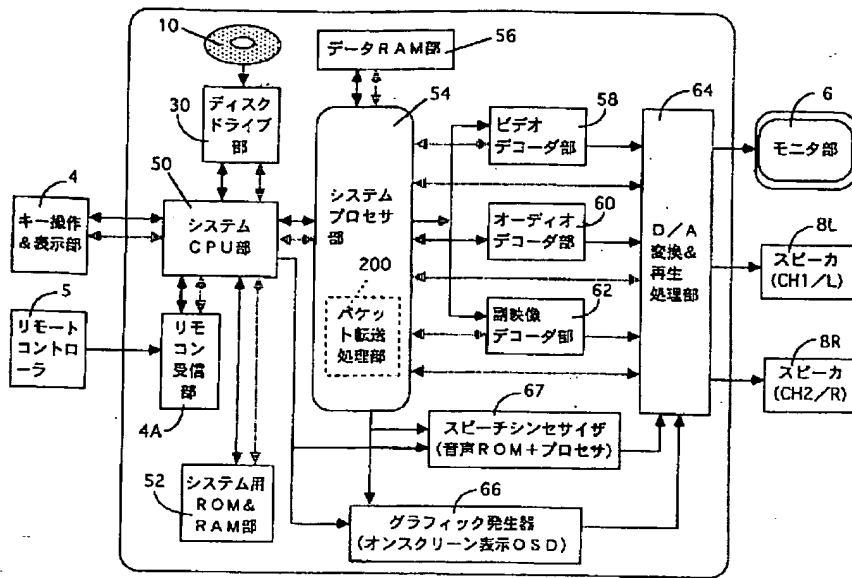 10
データRAM部
56
ディスク
ドライブ
部
30
54
58
64
6
ビデオ
デコーダ部
モニタ部
4
50
キー操作
&表示部
システム
CPU部
システム
プロセサ
部
オーディオ
デコーダ部
60
D/A
変換&
再生
処理部
8L
スピーカ
(CH1/L)
5
リモート
コントロ
ーラ
リモ
コン
受信
部
4A
200
パケッ
ト転送
処理部
副映像
デコーダ部
62
8R
スピーカ
(CH2/R)
67
スピーチシンセサイザ
(音声ROM+プロセサ)
52
システム用
ROM&
RAM部
66
グラフィック発生器
(オンスクリーン表示OSD)